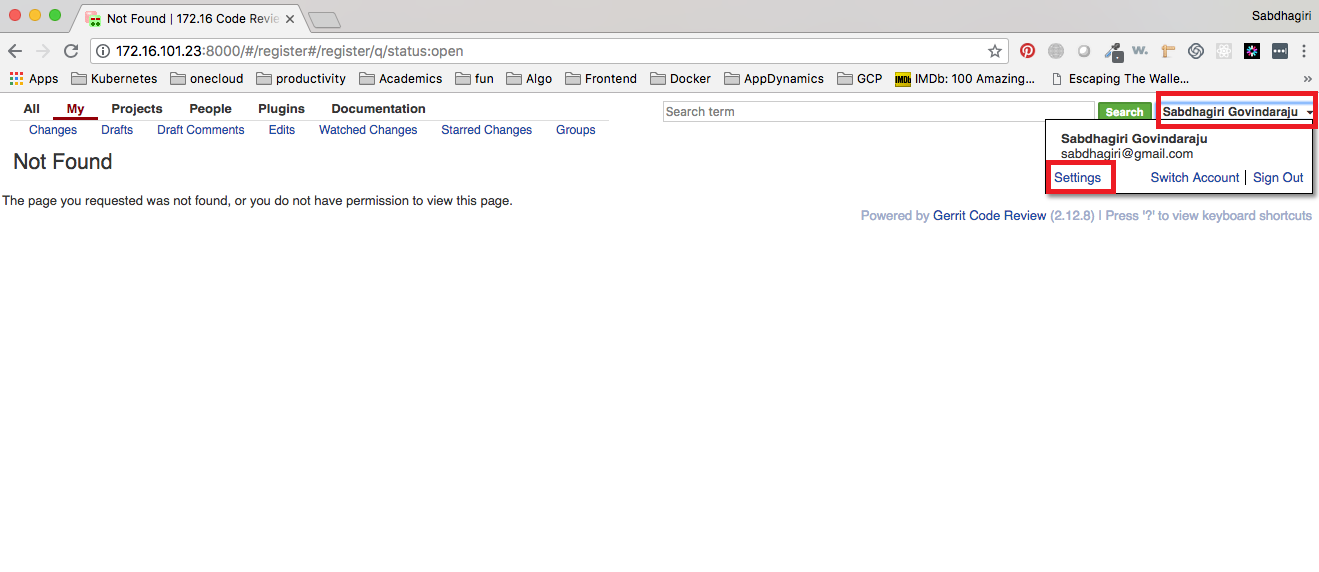 Not Found | 172.16 Code Revie
Sabdhagiri
172.16.101.23:8000/#/register#/register/q/status:open
Apps Kubernetes onecloud productivity Academics fun Algo Frontend Docker AppDynamics GCP IMDb IMDb: 100 Amazing... Escaping The Walle... »
All My Projects People Plugins Documentation
Search term Search Sabdhagiri Govindaraju
Changes Drafts Draft Comments Edits Watched Changes Starred Changes Groups
Sabdhagiri Govindaraju
sabdhagiri@gmail.com
Settings Switch Account | Sign Out
Not Found
The page you requested was not found, or you do not have permission to view this page.
Powered by Gerrit Code Review (2.12.8) | Press '?' to view keyboard shortcuts